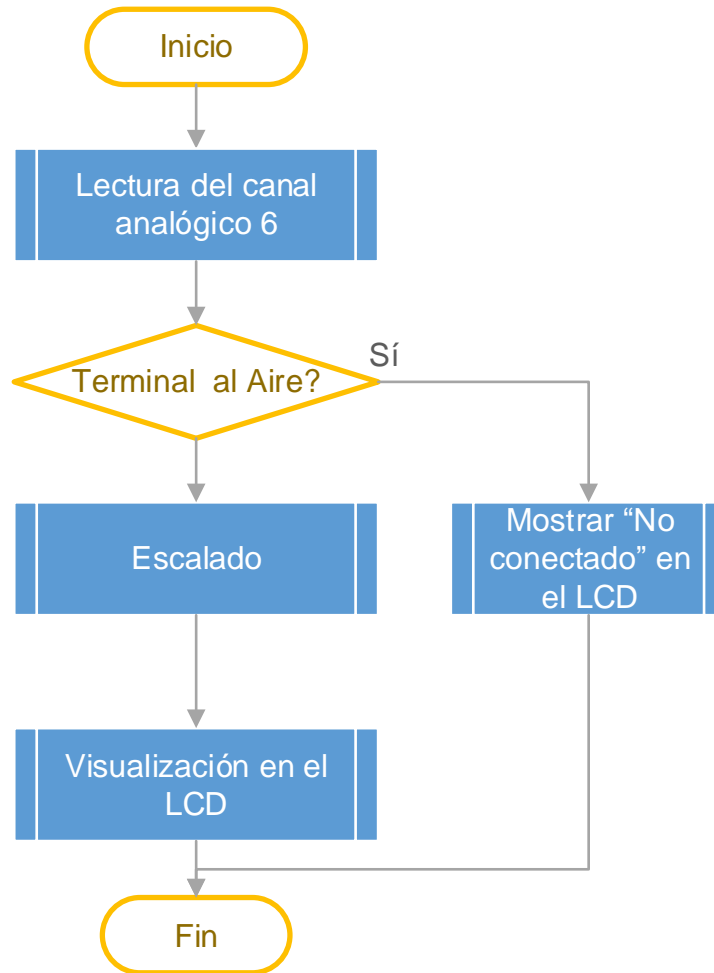 Inicio
Lectura del canal
analógico 6
Terminal al Aire?
Sí
Escalado
Mostrar “No
conectado” en
el LCD
Visualización en el
LCD
Fin